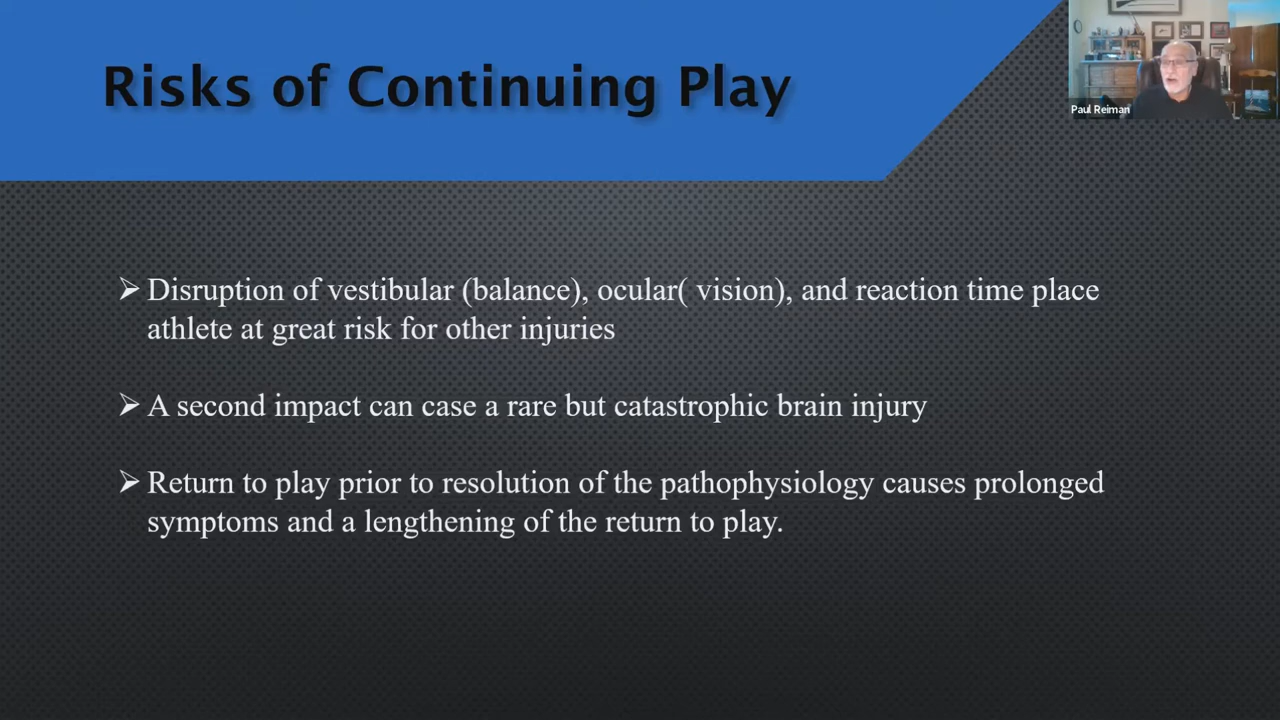 Risks of Continuing Play
Paul Reiman
➢ Disruption of vestibular (balance), ocular( vision), and reaction time place
athlete at great risk for other injuries
➢ A second impact can case a rare but catastrophic brain injury
➢ Return to play prior to resolution of the pathophysiology causes prolonged
symptoms and a lengthening of the return to play.